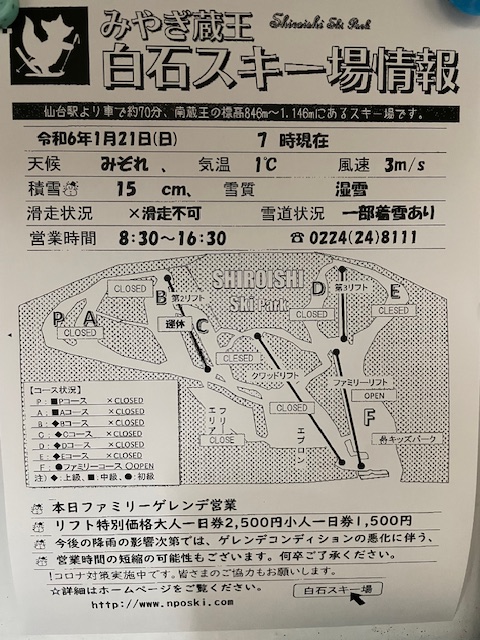 みやぎ蔵王 Shiroishi Ski Park
白石スキー場情報
仙台駅より車で約70分、南蔵王の標高846m～1,146mにあるスキー場です。
令和6年1月21日(日) 7 時現在
天候 みぞれ 、 気温 1℃ 風速 3m/s
積雪☃ 15 cm、 雪質 湿雪
滑走状況 ×滑走不可 雪道状況 一部着雪あり
営業時間 8:30～16:30 ☎0224(24)8111
SHIROISHI
Ski Park
CLOSED
B
第2リフト
運休
C
P
A
CLOSED
D
第3リフト
E
CLOSED
CLOSED
CLESED
クワッドリフト
ファミリーリフト
OPEN
CLOSED
F
フリーエリア
CLOSE
エプロン
キッズパーク
【コース状況】
P：■Pコース ×CLOSED
A：■Aコース ×CLOSED
B：◆Bコース ×CLOSED
C：◆Cコース ×CLOSED
D：◆Dコース ×CLOSED
E：◆Eコース ×CLOSED
F：●ファミリーコース ○OPEN
注）◆：上級、■：中級、●：初級
☃ 本日ファミリーゲレンデ営業
☃ リフト特別価格大人一日券2,500円小人一日券1,500円
☃ 今後の降雨の影響次第では、ゲレンデコンディションの悪化に伴う、
☃ 営業時間の短縮の可能性もございます。何卒ご了承ください。
!コロナ対策実施中です。皆さまのご協力もお願いします。
☆詳細はホームページをご覧ください。
白石スキー場
http://www.nposki.com